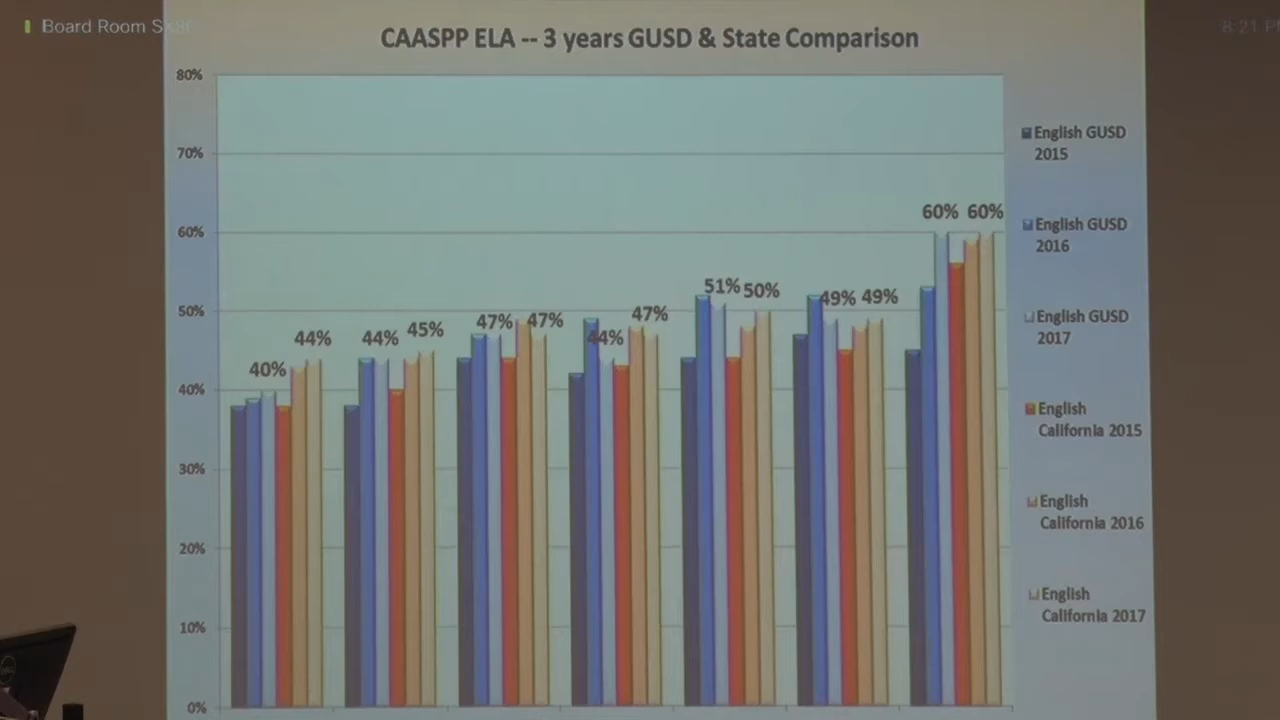 Board Room
8:21
CAASPP ELA -- 3 years GUSD & State Comparison
80%
70%
60%
50%
40%
30%
20%
10%
0%
40%
44%
44%
45%
47%
47%
44%
47%
51%
50%
49%
49%
60%
60%
English GUSD
2015
English GUSD
2016
English GUSD
2017
English
California 2015
English
California 2016
English
California 2017